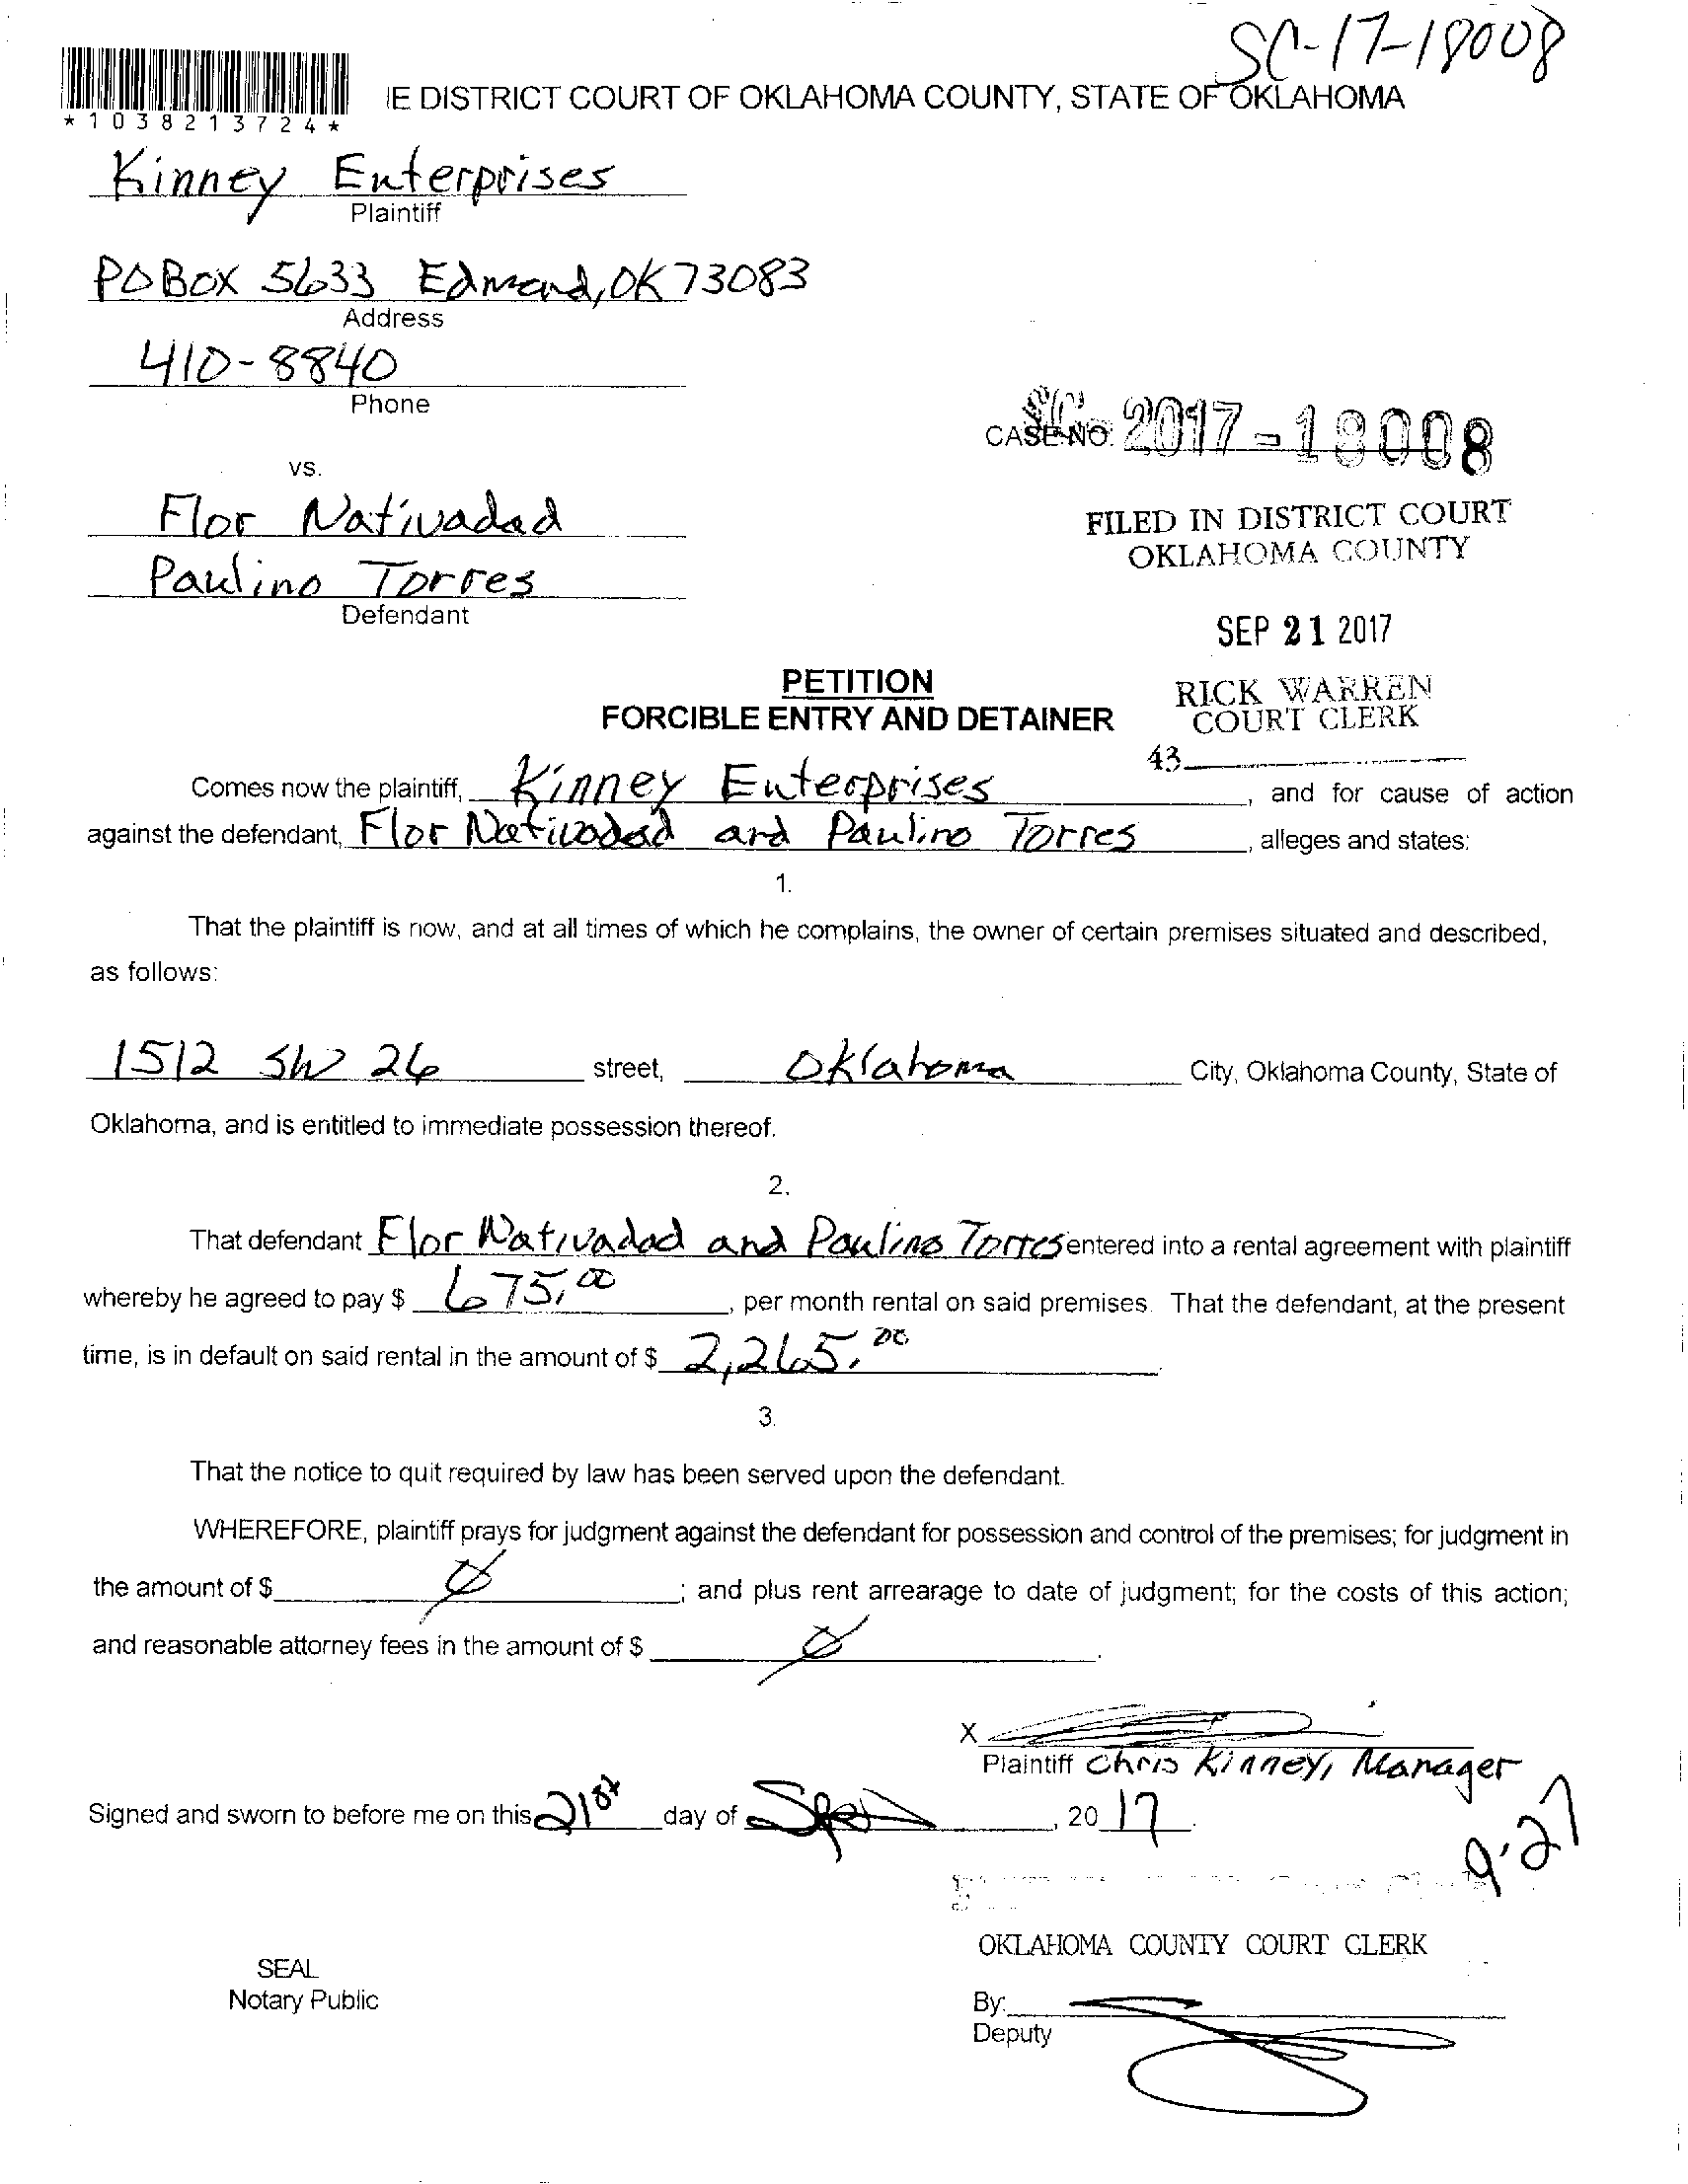 SC-17-18008
IE DISTRICT COURT OF OKLAHOMA COUNTY, STATE OF OKLAHOMA
*1038213724*
Kinney Enterprises
Plaintiff
PO Box 5633 Edmond, OK 73083
Address
410-8840
Phone
CASE NO. SC-2017-18008
vs.
Flor Nativadad
FILED IN DISTRICT COURT
OKLAHOMA COUNTY
Paulino Torres
Defendant
SEP 21 2017
PETITION
RICK WARREN
FORCIBLE ENTRY AND DETAINER
COURT CLERK
43
Comes now the plaintiff, Kinney Enterprises, and for cause of action
against the defendant, Flor Nativadad and Paulino Torres, alleges and states:
1.
That the plaintiff is now, and at all times of which he complains, the owner of certain premises situated and described,
as follows:
1512 SW 26 street, Oklahoma City, Oklahoma County, State of
Oklahoma, and is entitled to immediate possession thereof.
2.
That defendant Flor Nativadad and Paulino Torres entered into a rental agreement with plaintiff
whereby he agreed to pay $ 675.00, per month rental on said premises. That the defendant, at the present
time, is in default on said rental in the amount of $ 2,265.00.
3.
That the notice to quit required by law has been served upon the defendant.
WHEREFORE, plaintiff prays for judgment against the defendant for possession and control of the premises; for judgment in
the amount of $ Ø; and plus rent arrearage to date of judgment; for the costs of this action;
and reasonable attorney fees in the amount of $ Ø.
X
Plaintiff Chris Kinney, Manager
Signed and sworn to before me on this 21st day of Sept, 2017.
9.27
OKLAHOMA COUNTY COURT CLERK
SEAL
Notary Public
By:
Deputy